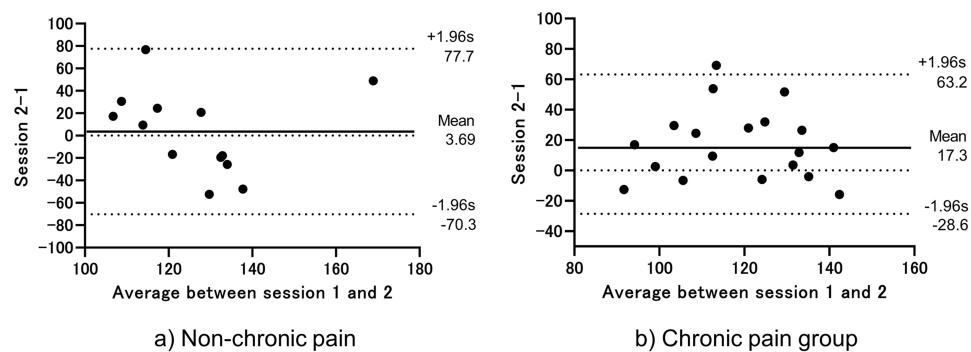 100
80
60
40
20
0
−20
−40
−60
−80
−100
Session 2-1
100
120
140
160
180
Average between session 1 and 2
+1.96s
77.7
Mean
3.69
-1.96s
-70.3
a) Non-chronic pain
100
80
60
40
20
0
−20
−40
Session 2-1
80
100
120
140
160
Average between session 1 and 2
+1.96s
63.2
Mean
17.3
-1.96s
-28.6
b) Chronic pain group